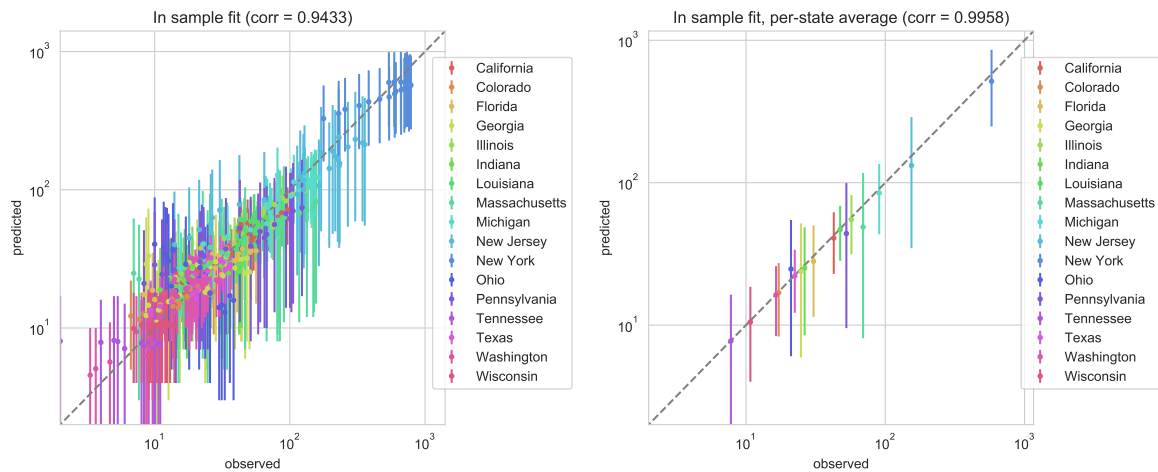 In sample fit (corr = 0.9433)
predicted
10³
10²
10¹
10¹
10²
10³
observed
California
Colorado
Florida
Georgia
Illinois
Indiana
Louisiana
Massachusetts
Michigan
New Jersey
New York
Ohio
Pennsylvania
Tennessee
Texas
Washington
Wisconsin
In sample fit, per-state average (corr = 0.9958)
predicted
10³
10²
10¹
10¹
10²
10³
observed
California
Colorado
Florida
Georgia
Illinois
Indiana
Louisiana
Massachusetts
Michigan
New Jersey
New York
Ohio
Pennsylvania
Tennessee
Texas
Washington
Wisconsin